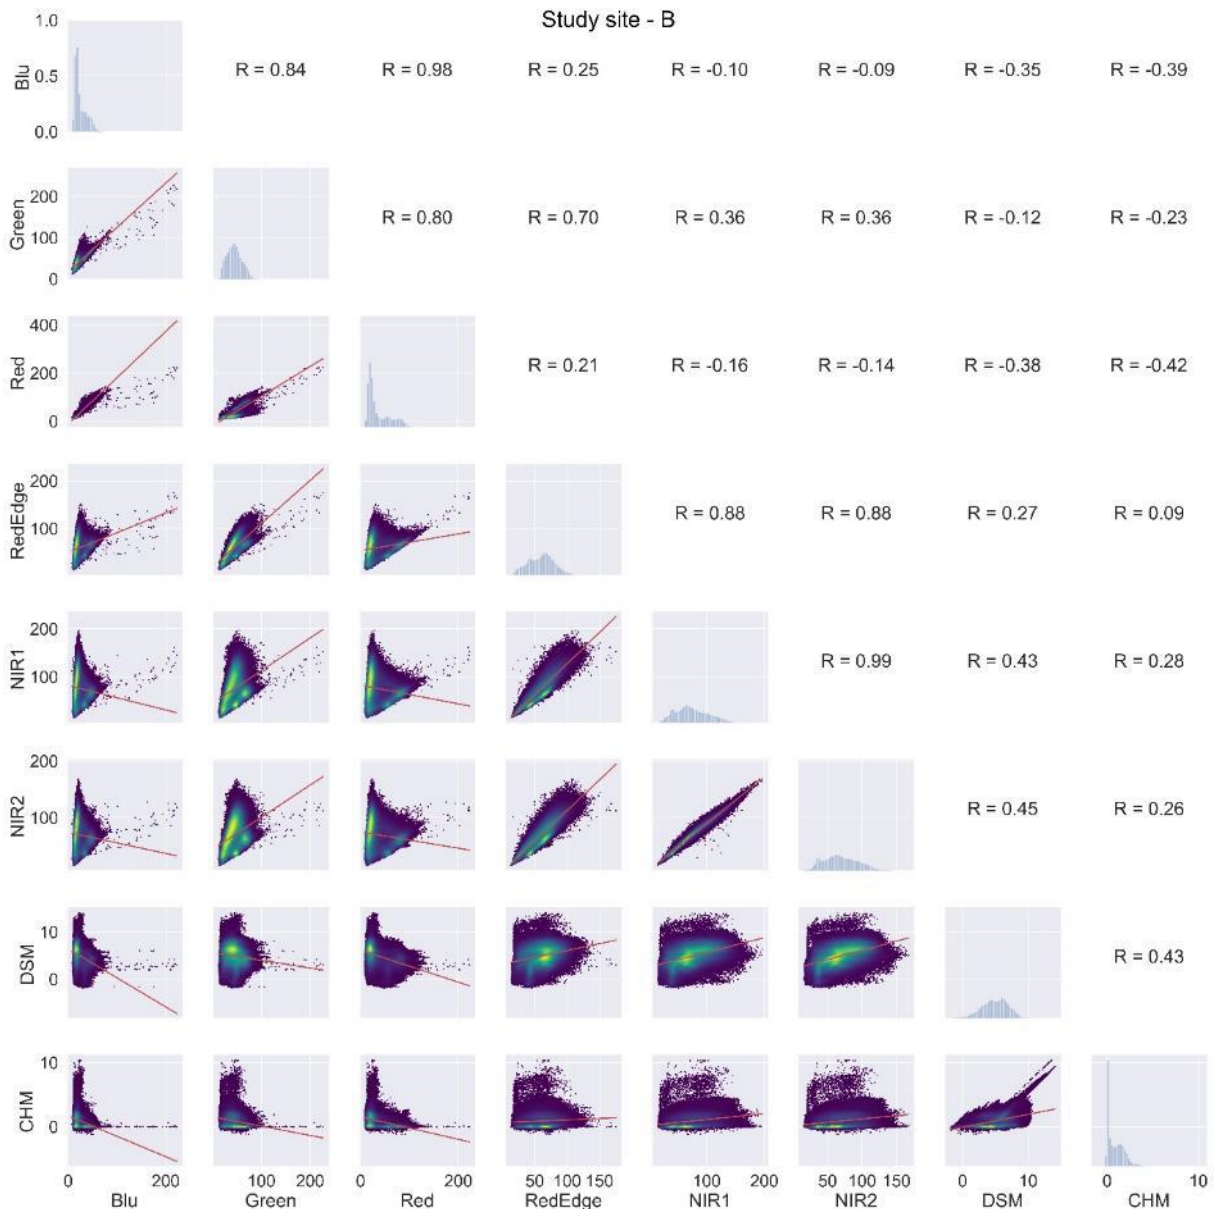 Study site - B
1.0
0.5
0.0
Blu
R = 0.84
R = 0.98
R = 0.25
R = -0.10
R = -0.09
R = -0.35
R = -0.39
200
100
0
Green
R = 0.80
R = 0.70
R = 0.36
R = 0.36
R = -0.12
R = -0.23
400
200
0
Red
R = 0.21
R = -0.16
R = -0.14
R = -0.38
R = -0.42
200
100
RedEdge
R = 0.88
R = 0.88
R = 0.27
R = 0.09
200
100
NIR1
R = 0.99
R = 0.43
R = 0.28
200
100
NIR2
R = 0.45
R = 0.26
10
0
DSM
R = 0.43
10
0
CHM
0 200
100 200
0 200
50 100 150
100 200
50 100 150
0 10
0 10
Blu Green Red RedEdge NIR1 NIR2 DSM CHM